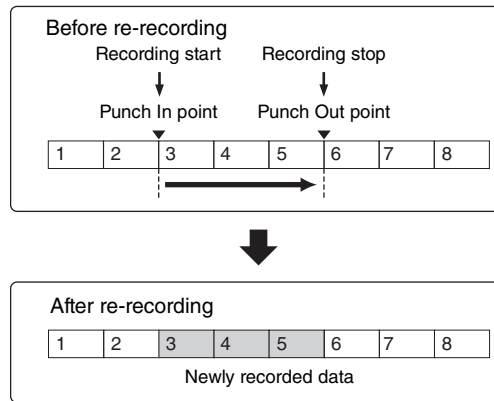 Before re-recording
Recording start Recording stop
Punch In point Punch Out point
1 2 3 4 5 6 7 8
After re-recording
1 2 3 4 5 6 7 8
Newly recorded data